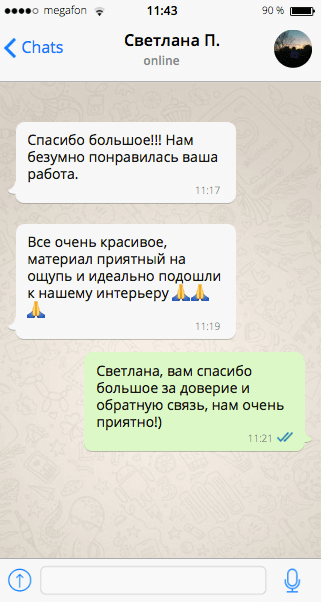 megafon 11:43 90 %
Chats Светлана П.
online
Спасибо большое!!! Нам
безумно понравилась ваша
работа.
11:17
Все очень красивое,
материал приятный на
ощупь и идеально подошли
к нашему интерьеру 🙏🙏
🙏
11:19
Светлана, вам спасибо
большое за доверие и
обратную связь, нам очень
приятно!)
11:21